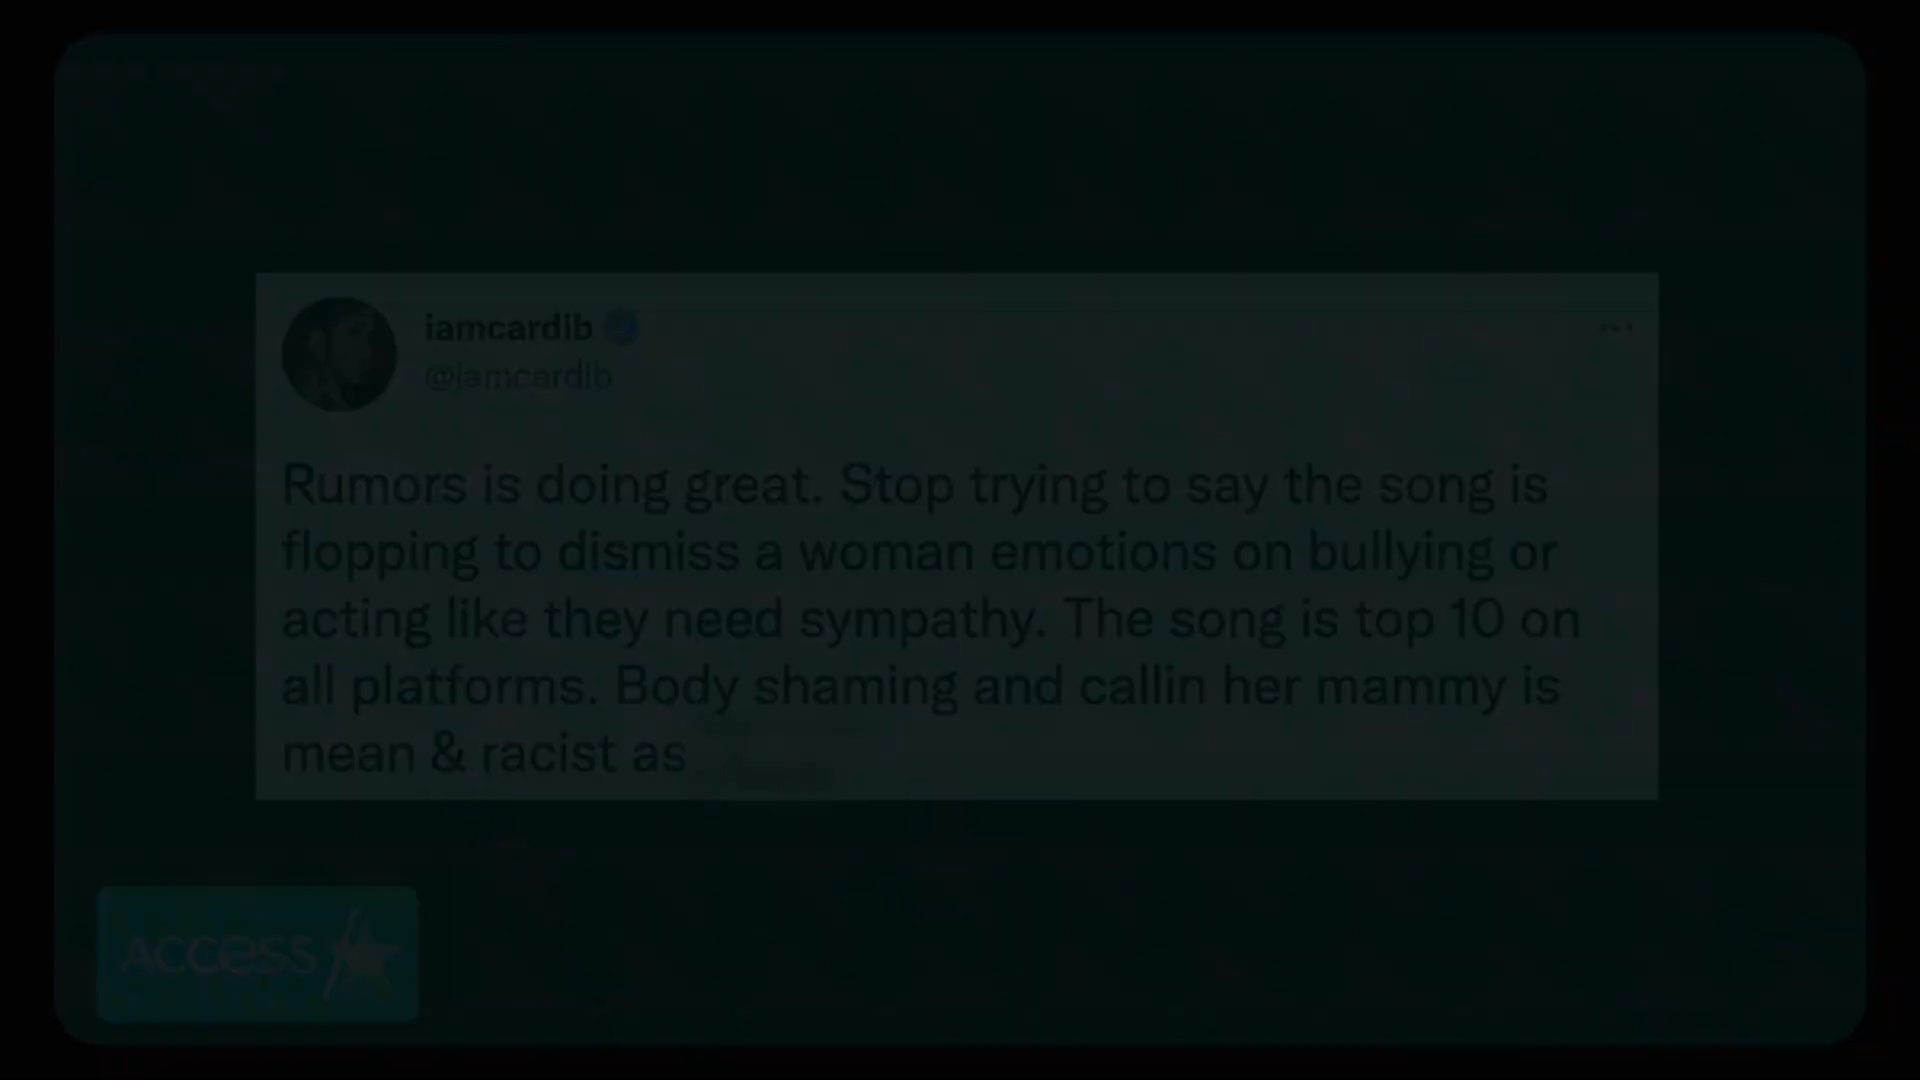 iamcardib
@iamcardib
Rumors is doing great. Stop trying to say the song is
flopping to dismiss a woman emotions on bullying or
acting like they need sympathy. The song is top 10 on
all platforms. Body shaming and callin her mammy is
mean & racist as
access